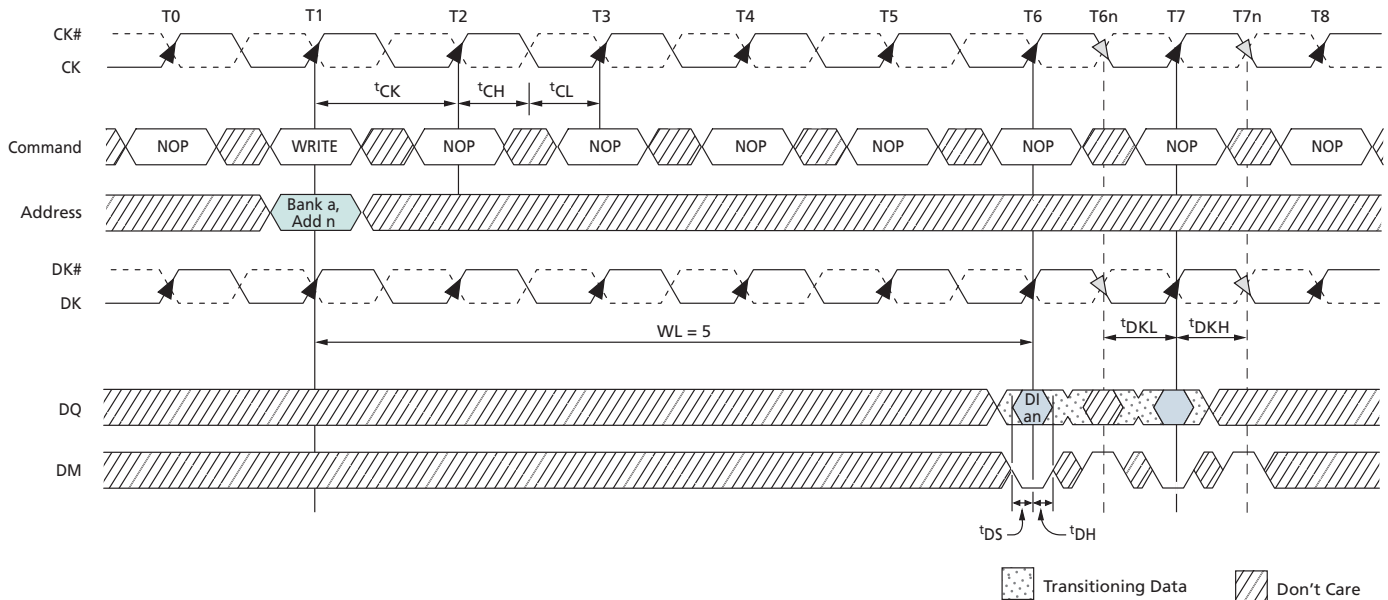 T0 T1 T2 T3 T4 T5 T6 T6n T7 T7n T8
CK#
CK
tCK tCH tCL
Command NOP WRITE NOP NOP NOP NOP NOP NOP NOP
Address Bank a,
Add n
DK#
DK
tDKL tDKH
WL = 5
DQ DI
an
DM
tDS tDH
Transitioning Data Don't Care